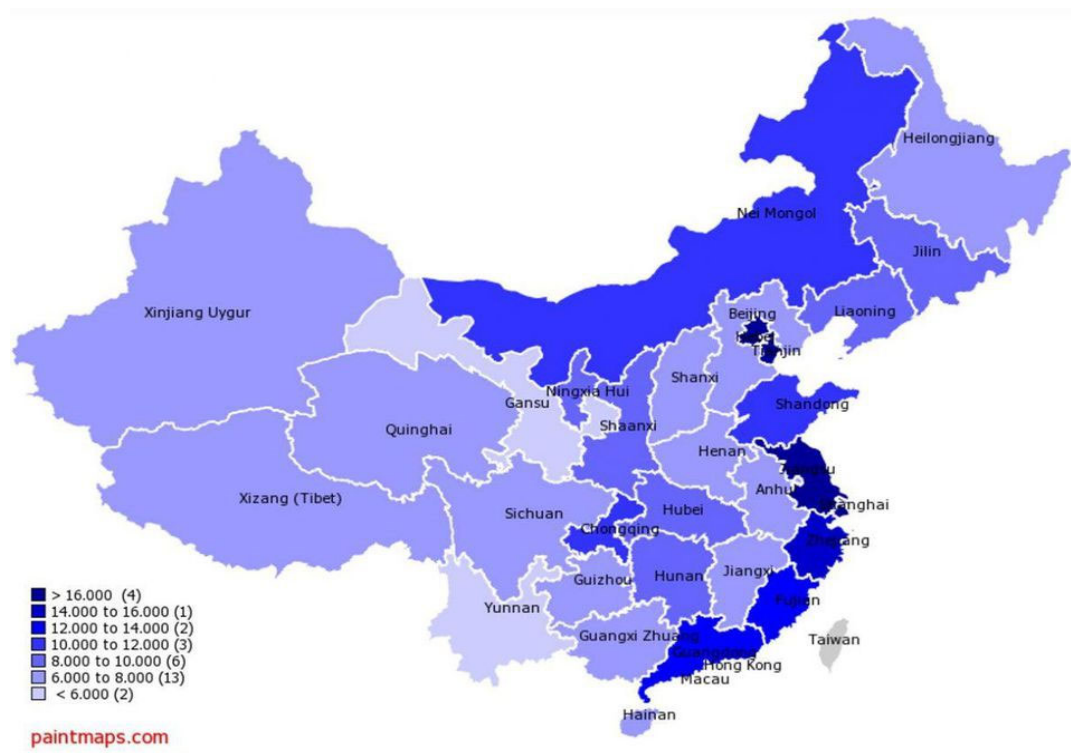 Heilongjiang
Nei Mongol
Jilin
Xinjiang Uygur
Beijing
Liaoning
Hebei
Tianjin
Shanxi
Ningxia Hui
Gansu
Shandong
Shaanxi
Quinghai
Henan
Jiangsu
Anhui
Xizang (Tibet)
Shanghai
Sichuan
Hubei
Chongqing
Zhejiang
Jiangxi
Hunan
Guizhou
Fujian
Yunnan
Guangxi Zhuang
Taiwan
Guangdong
Hong Kong
Macau
Hainan
> 16.000 (4)
14.000 to 16.000 (1)
12.000 to 14.000 (2)
10.000 to 12.000 (3)
8.000 to 10.000 (6)
6.000 to 8.000 (13)
< 6.000 (2)
paintmaps.com